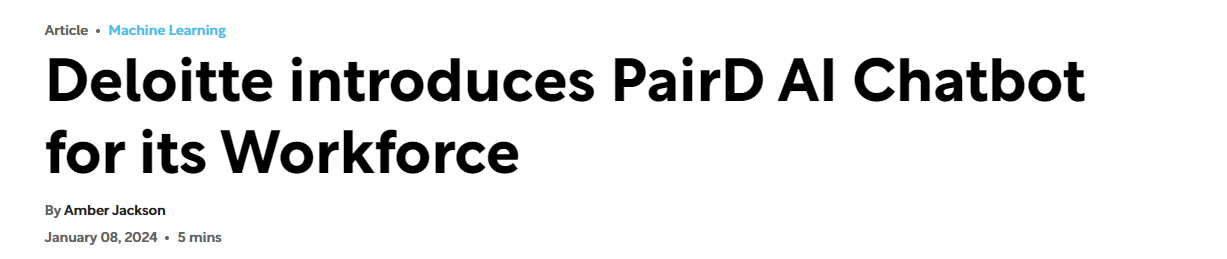 Article • Machine Learning
Deloitte introduces PairD AI Chatbot
for its Workforce
By Amber Jackson
January 08, 2024 • 5 mins